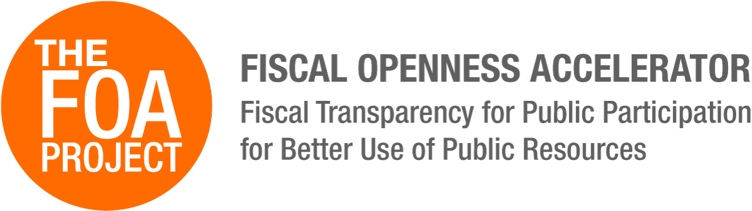 THE
FOA
PROJECT
FISCAL OPENNESS ACCELERATOR
Fiscal Transparency for Public Participation
for Better Use of Public Resources